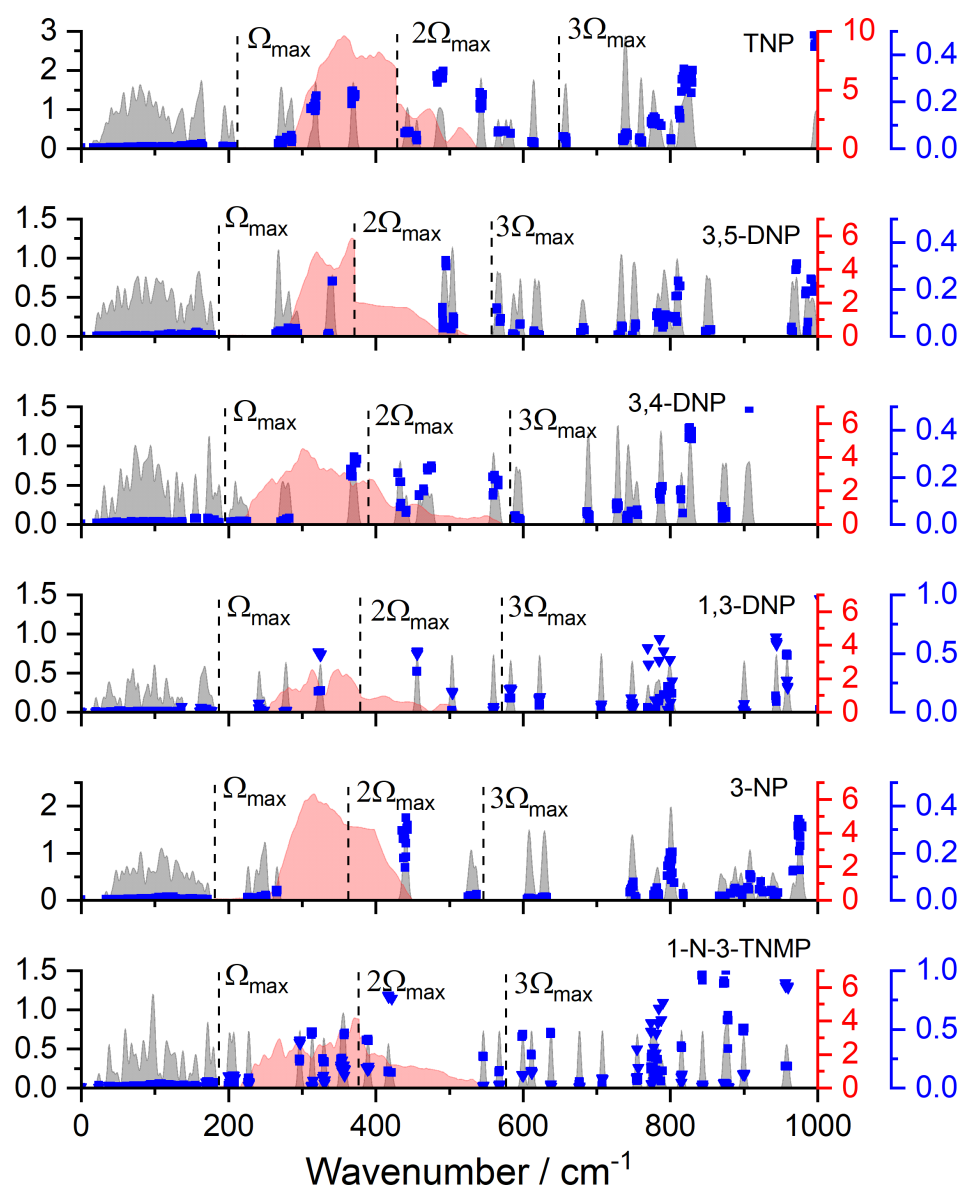 3 Ωmax 2Ωmax 3Ωmax TNP 10 0.4
2 5 0.2
1
0 0 0.0
1.5 Ωmax 2Ωmax 3Ωmax 3,5-DNP 6 0.4
1.0 4 0.2
0.5 2
0.0 0 0.0
1.5 Ωmax 2Ωmax 3Ωmax 3,4-DNP 6 0.4
1.0 4 0.2
0.5 2
0.0 0 0.0
1.5 Ωmax 2Ωmax 3Ωmax 1,3-DNP 6 1.0
1.0 4 0.5
0.5 2
0.0 0 0.0
2 Ωmax 2Ωmax 3Ωmax 3-NP 6 0.4
1 4 0.2
2
0 0 0.0
1.5 Ωmax 2Ωmax 3Ωmax 1-N-3-TNMP 6 1.0
1.0 4 0.5
0.5 2
0.0 0 0.0
0 200 400 600 800 1000
Wavenumber / cm-1